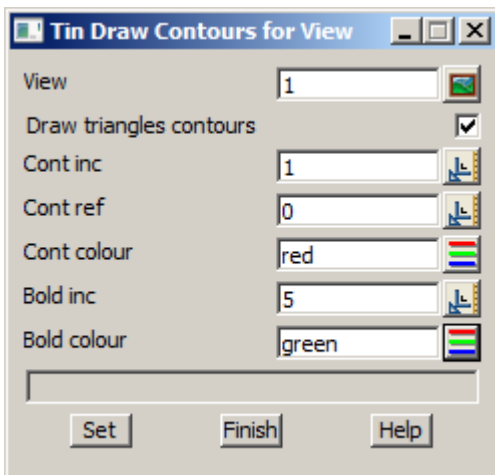 Tin Draw Contours for View
View 1
Draw triangles contours
Cont inc 1
Cont ref 0
Cont colour red
Bold inc 5
Bold colour green
Set Finish Help